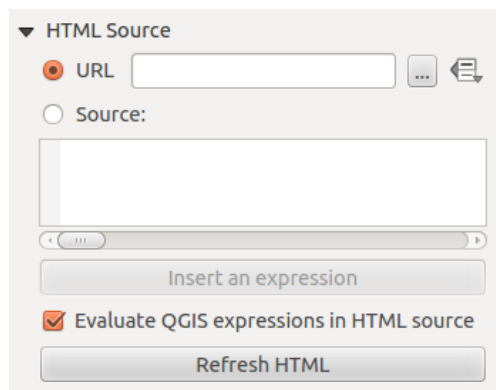 HTML Source
URL ...
Source:
Insert an expression
Evaluate QGIS expressions in HTML source
Refresh HTML